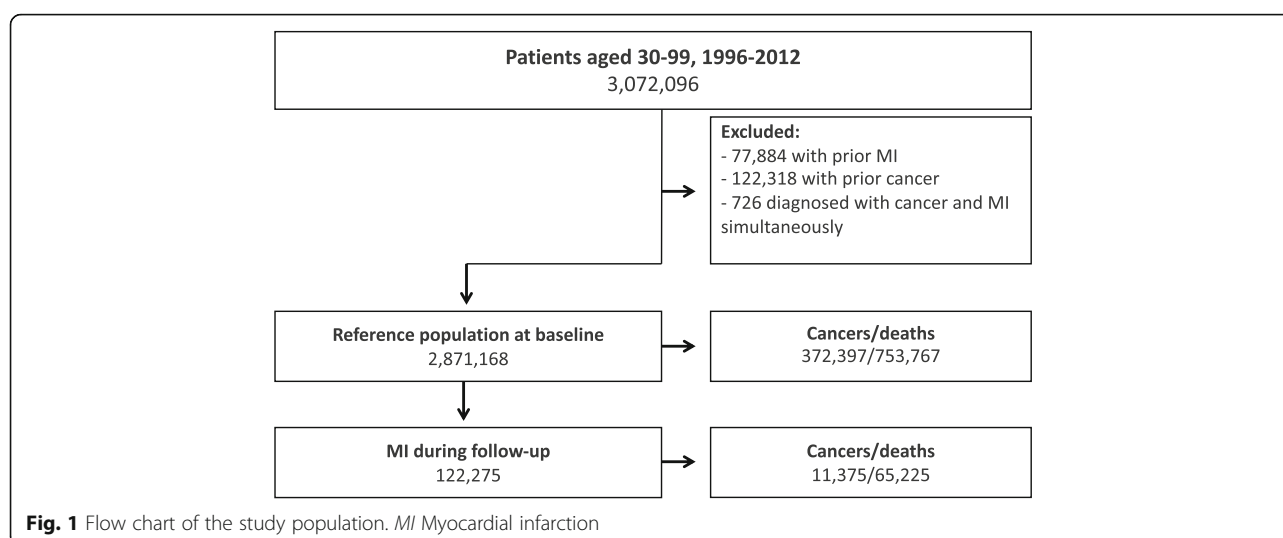 Patients aged 30-99, 1996-2012
3,072,096
Excluded:
- 77,884 with prior MI
- 122,318 with prior cancer
- 726 diagnosed with cancer and MI
simultaneously
Reference population at baseline
2,871,168
Cancers/deaths
372,397/753,767
MI during follow-up
122,275
Cancers/deaths
11,375/65,225
Fig. 1 Flow chart of the study population. MI Myocardial infarction